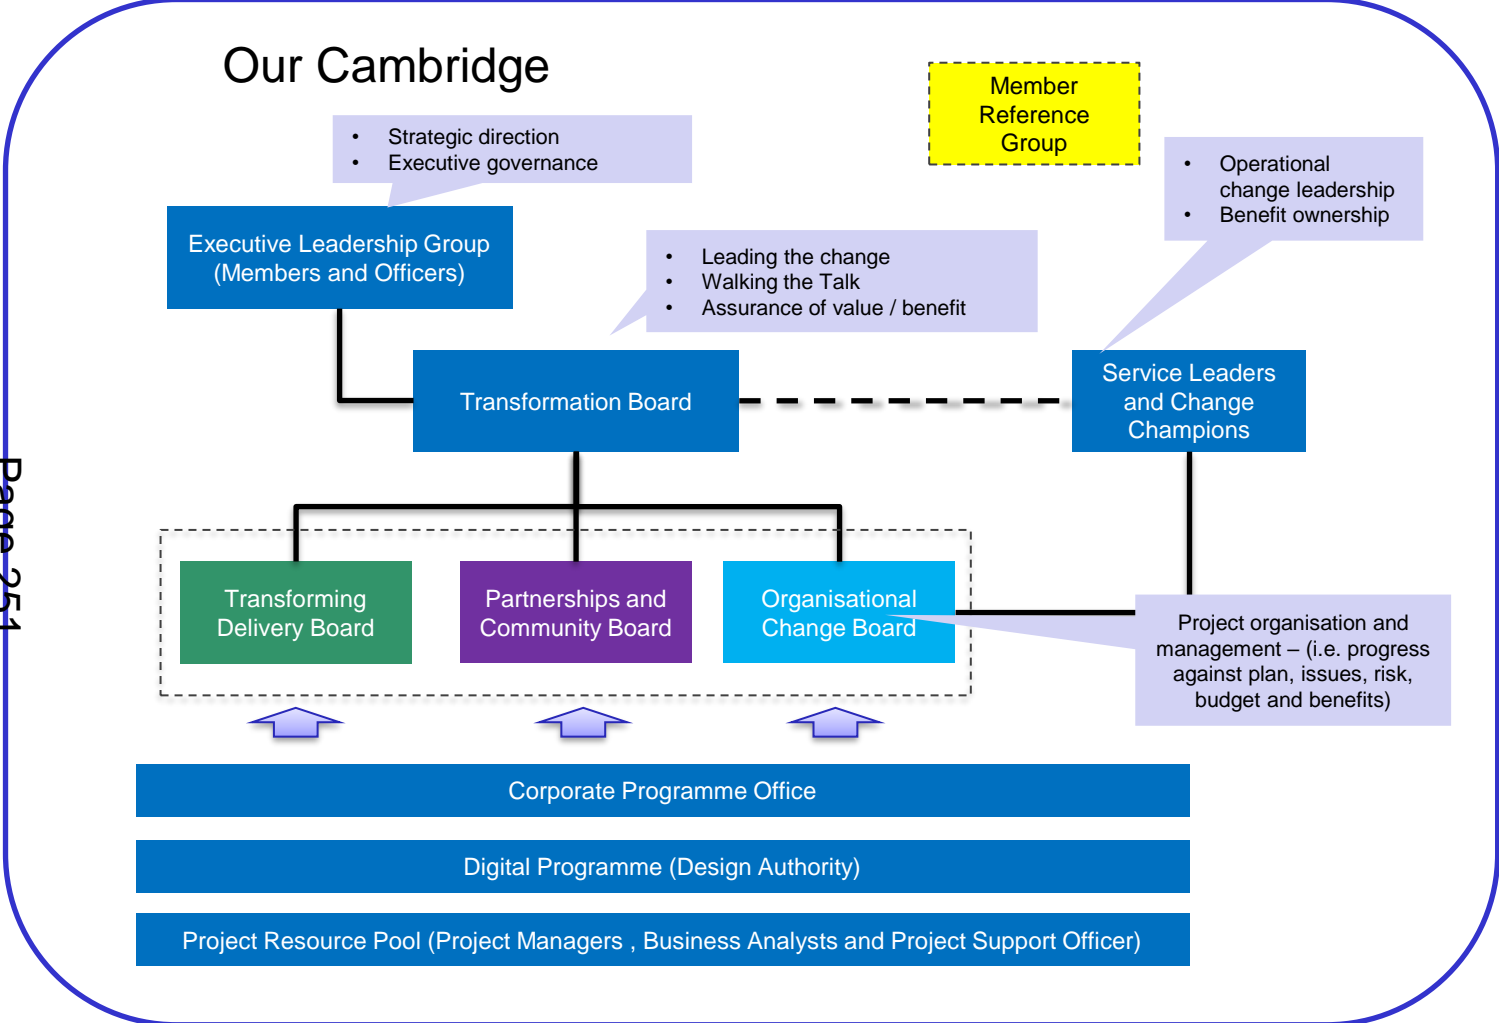 Our Cambridge
Member
Reference
Group
• Strategic direction
• Executive governance
• Operational
change leadership
• Benefit ownership
Executive Leadership Group
(Members and Officers)
• Leading the change
• Walking the Talk
• Assurance of value / benefit
Transformation Board
Service Leaders
and Change
Champions
Page 251
Transforming
Delivery Board
Partnerships and
Community Board
Organisational
Change Board
Project organisation and
management – (i.e. progress
against plan, issues, risk,
budget and benefits)
Corporate Programme Office
Digital Programme (Design Authority)
Project Resource Pool (Project Managers , Business Analysts and Project Support Officer)